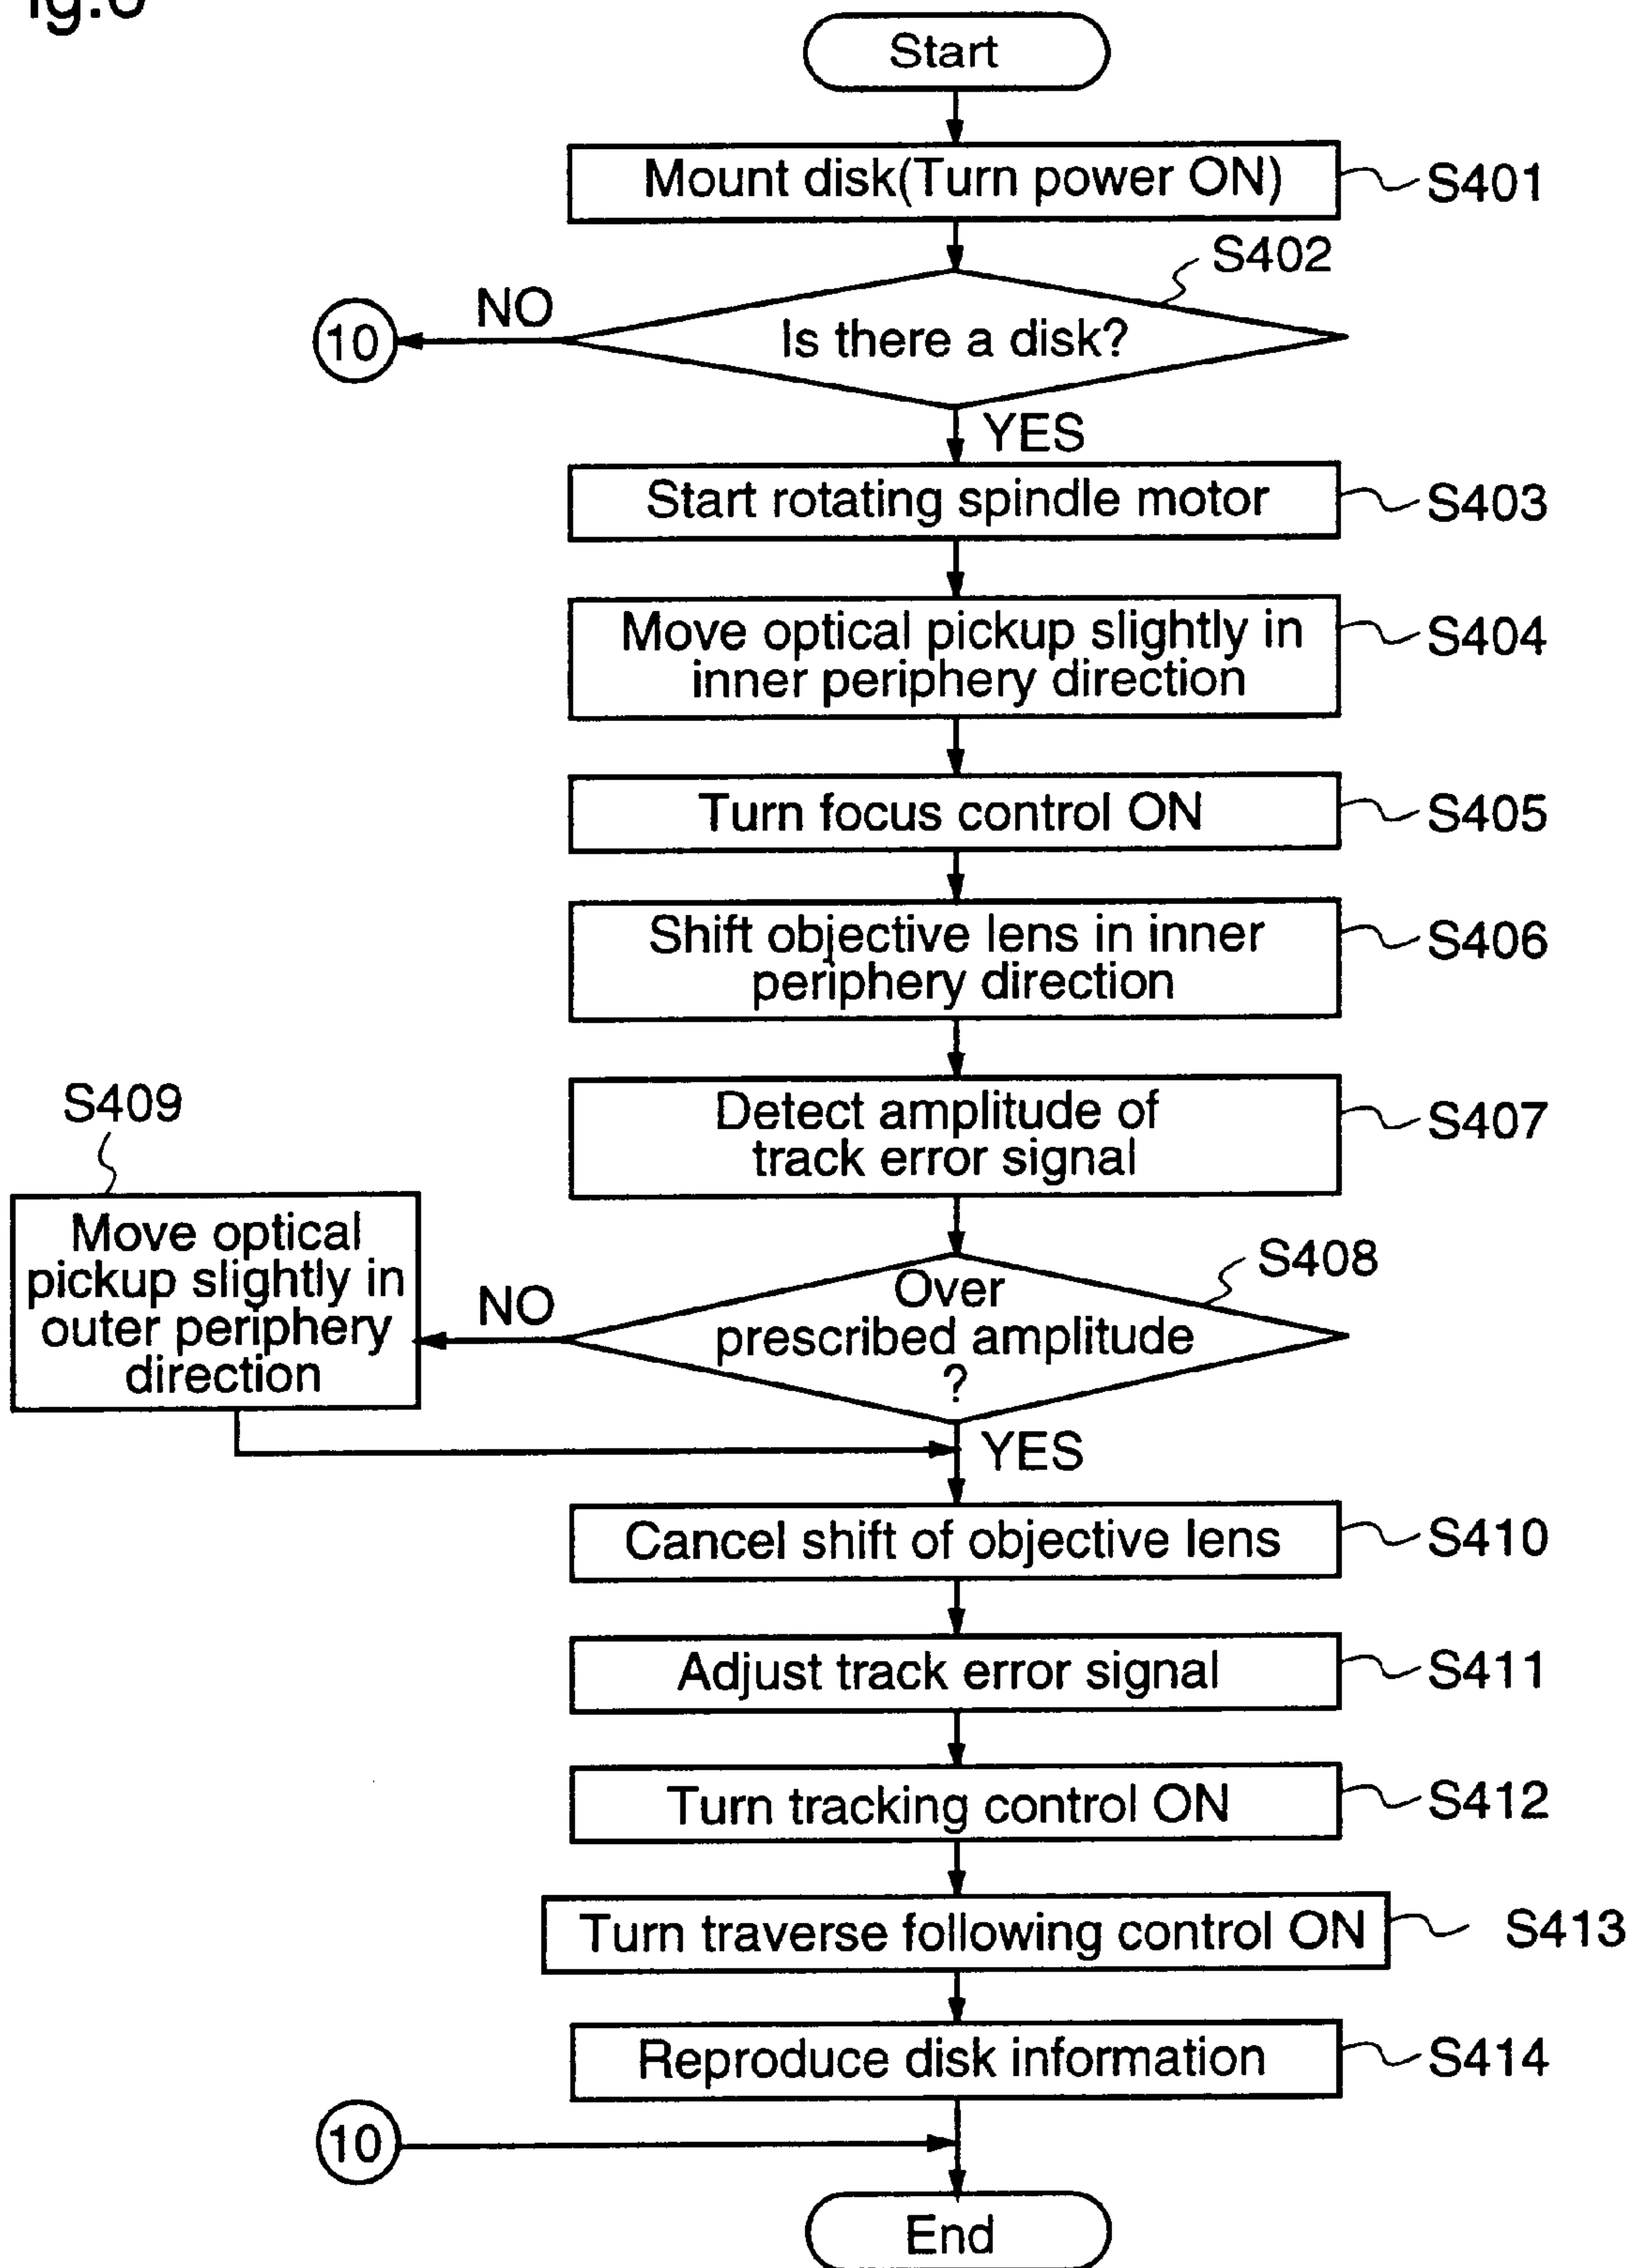 Start
Mount disk(Turn power ON)
S401
S402
NO
10
Is there a disk?
YES
Start rotating spindle motor
S403
Move optical pickup slightly in
inner periphery direction
S404
Turn focus control ON
S405
Shift objective lens in inner
periphery direction
S406
Detect amplitude of
track error signal
S407
S409
Move optical
pickup slightly in
outer periphery
direction
NO
S408
Over
prescribed amplitude
?
YES
Cancel shift of objective lens
S410
Adjust track error signal
S411
Turn tracking control ON
S412
Turn traverse following control ON
S413
Reproduce disk information
S414
10
End